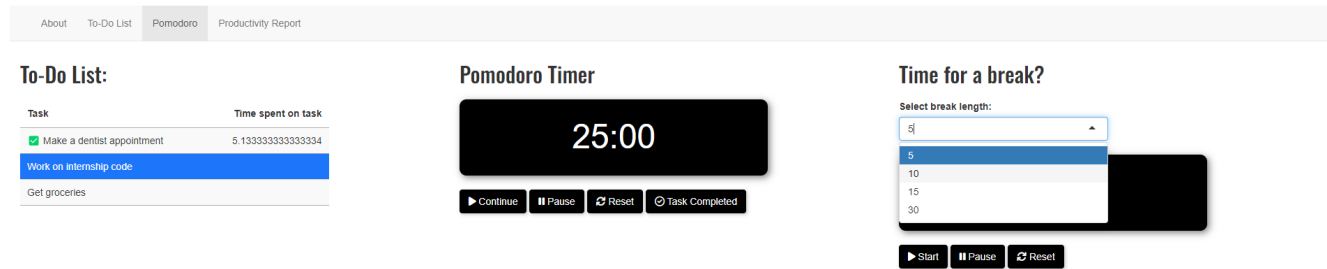 About To-Do List Pomodoro Productivity Report
To-Do List:
Task Time spent on task
Make a dentist appointment 5.133333333333334
Work on internship code
Get groceries
Pomodoro Timer
25:00
Continue Pause Reset Task Completed
Time for a break?
Select break length:
5
5
10
15
30
Start Pause Reset